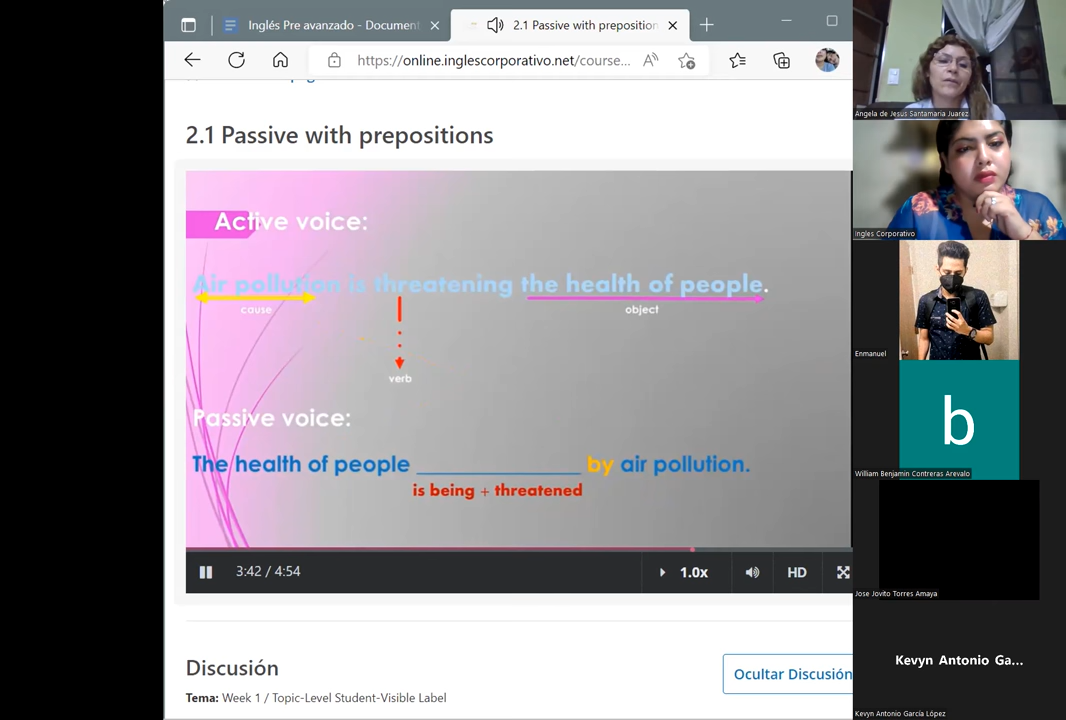 Inglés Pre avanzado - Document
2.1 Passive with preposition
https://online.inglescorporativo.net/course...
2.1 Passive with prepositions
Active voice:
Air pollution is threatening the health of people.
cause
object
verb
Passive voice:
The health of people ______________ by air pollution.
is being + threatened
3:42 / 4:54
1.0x
HD
Discusión
Ocultar Discusión
Tema: Week 1 / Topic-Level Student-Visible Label
Angela de Jesus Santamaria Juarez
Ingles Corporativo
Enmanuel
b
William Benjamin Contreras Arevalo
Jose Jovito Torres Amaya
Kevyn Antonio Ga...
Kevyn Antonio García López